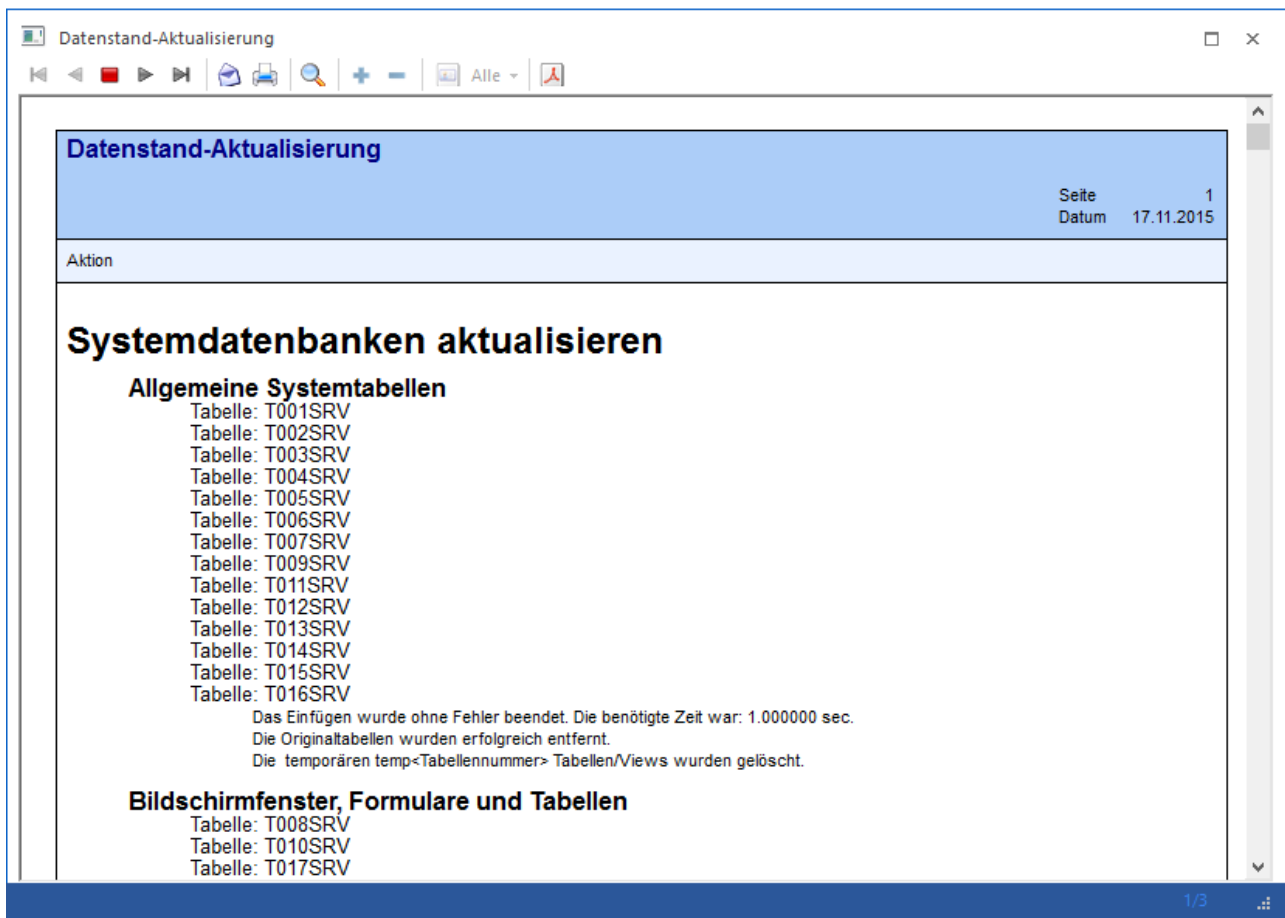 Datenstand-Aktualisierung
Alle
Datenstand-Aktualisierung
Seite 1
Datum 17.11.2015
Aktion
Systemdatenbanken aktualisieren
Allgemeine Systemtabellen
Tabelle: T001SRV
Tabelle: T002SRV
Tabelle: T003SRV
Tabelle: T004SRV
Tabelle: T005SRV
Tabelle: T006SRV
Tabelle: T007SRV
Tabelle: T009SRV
Tabelle: T011SRV
Tabelle: T012SRV
Tabelle: T013SRV
Tabelle: T014SRV
Tabelle: T015SRV
Tabelle: T016SRV
Das Einfügen wurde ohne Fehler beendet. Die benötigte Zeit war: 1.000000 sec.
Die Originaltabellen wurden erfolgreich entfernt.
Die temporären temp<Tabellennummer> Tabellen/Views wurden gelöscht.
Bildschirmfenster, Formulare und Tabellen
Tabelle: T008SRV
Tabelle: T010SRV
Tabelle: T017SRV
1/3